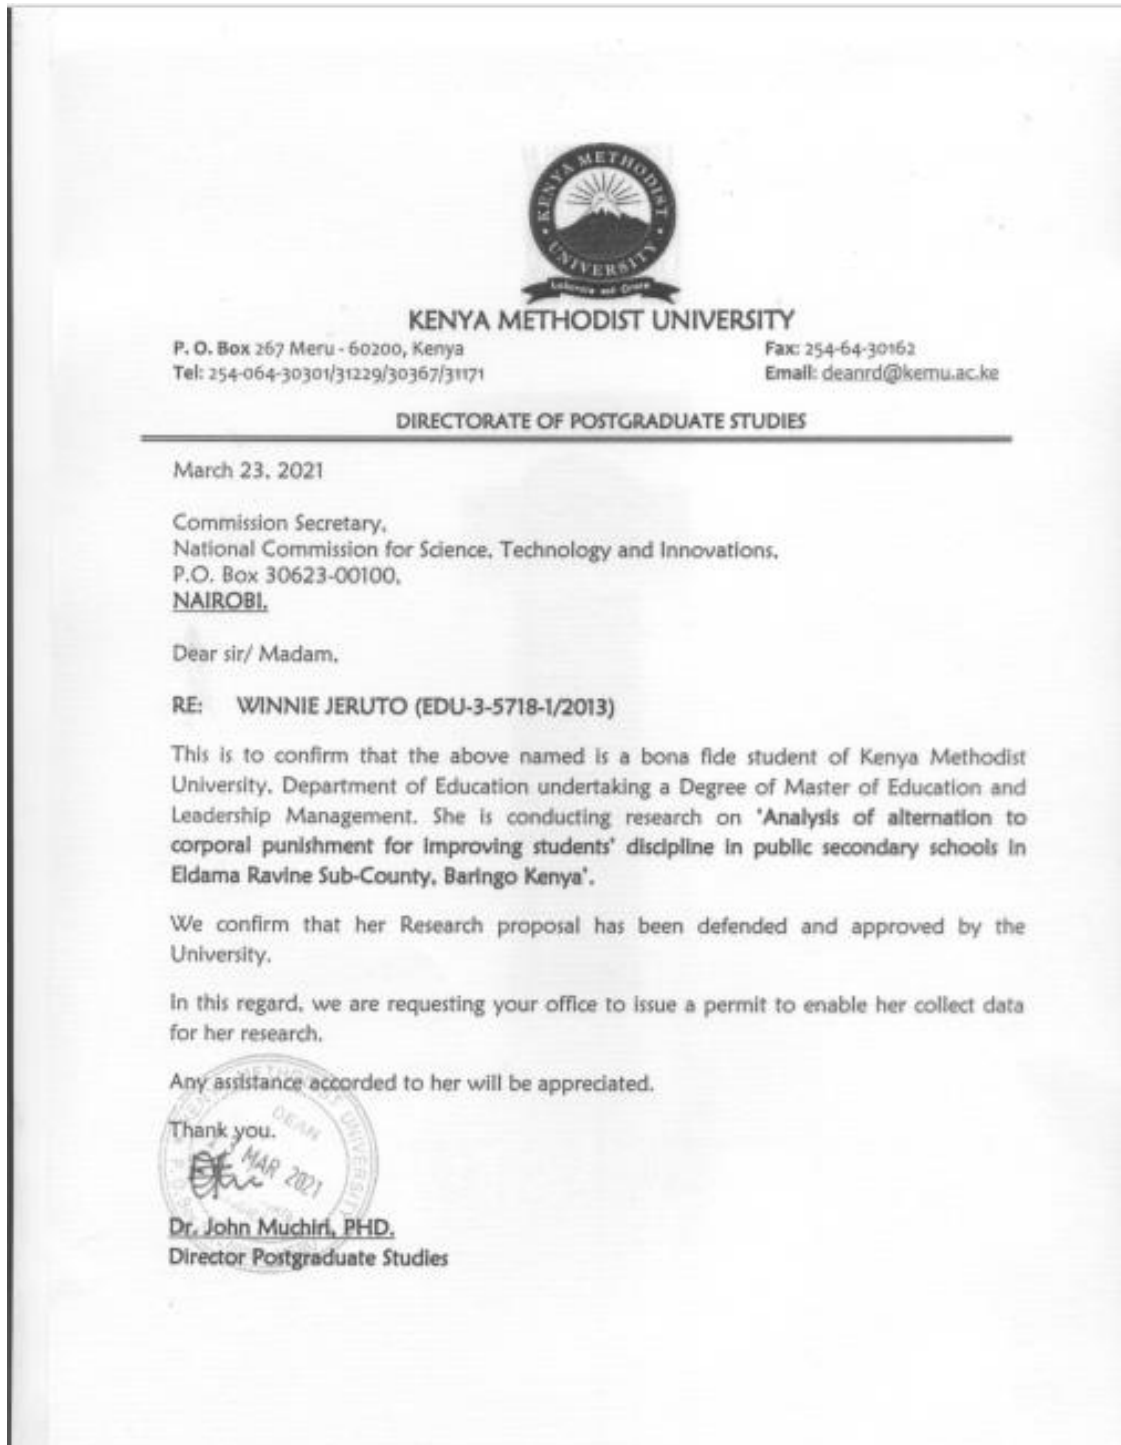 KENYA METHODIST
UNIVERSITY
KENYA METHODIST UNIVERSITY
P. O. Box 267 Meru - 60200, Kenya
Fax: 254-64-30162
Tel: 254-064-30301/31229/30367/31171
Email: deanrd@kemu.ac.ke
DIRECTORATE OF POSTGRADUATE STUDIES
March 23, 2021
Commission Secretary,
National Commission for Science, Technology and Innovations,
P.O. Box 30623-00100,
NAIROBI.
Dear sir/ Madam,
RE: WINNIE JERUTO (EDU-3-5718-1/2013)
This is to confirm that the above named is a bona fide student of Kenya Methodist
University, Department of Education undertaking a Degree of Master of Education and
Leadership Management. She is conducting research on 'Analysis of alternation to
corporal punishment for improving students' discipline in public secondary schools in
Eldama Ravine Sub-County, Baringo Kenya'.
We confirm that her Research proposal has been defended and approved by the
University.
In this regard, we are requesting your office to issue a permit to enable her collect data
for her research.
Any assistance accorded to her will be appreciated.
Thank you.
METHODIST UNIVERSITY
DEAN
MAR 2021
Dr. John Muchiri, PHD.
Director Postgraduate Studies